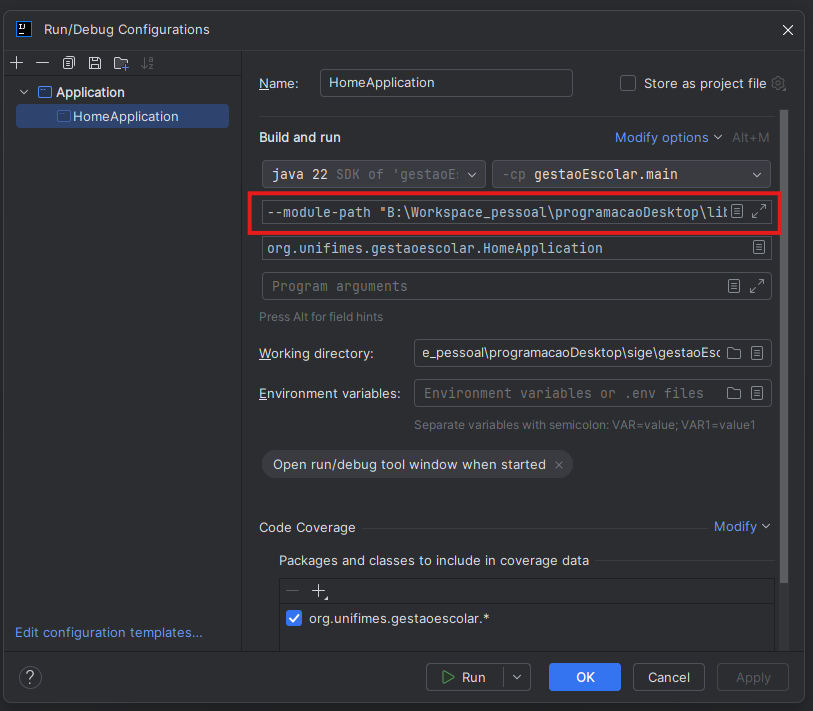 Run/Debug Configurations
Application
HomeApplication
Edit configuration templates...
Name: HomeApplication
Store as project file
Build and run
Modify options Alt+M
java 22 SDK of 'gestaoE
-cp gestaoEscolar.main
--module-path "B:\Workspace_pessoal\programacaoDesktop\lib
org.unifimes.gestaoescolar.HomeApplication
Program arguments
Press Alt for field hints
Working directory: e_pessoal\programacaoDesktop\sige\gestaoEsc
Environment variables: Environment variables or .env files
Separate variables with semicolon: VAR=value; VAR1=value1
Open run/debug tool window when started
Code Coverage
Modify
Packages and classes to include in coverage data
org.unifimes.gestaoescolar.*
? Run OK Cancel Apply